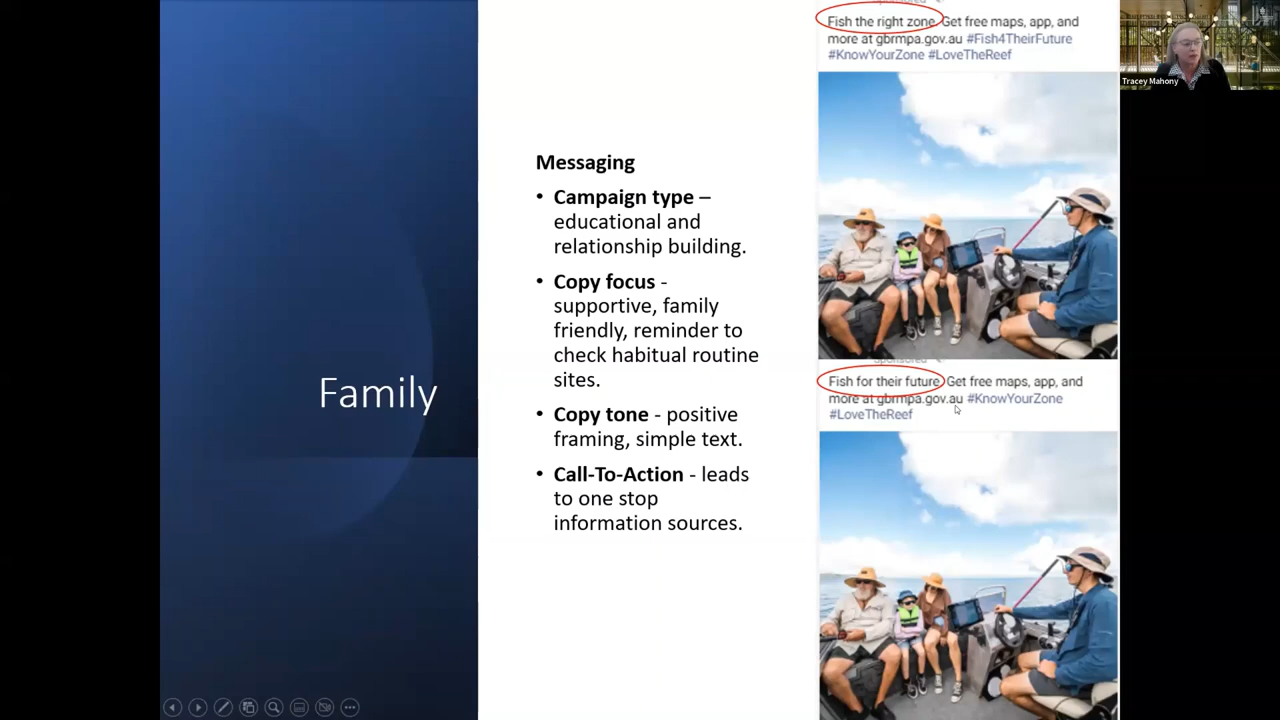 Family
Messaging
• Campaign type –
educational and
relationship building.
• Copy focus -
supportive, family
friendly, reminder to
check habitual routine
sites.
• Copy tone - positive
framing, simple text.
• Call-To-Action - leads
to one stop
information sources.
Fish the right zone. Get free maps, app, and
more at gbrmpa.gov.au #Fish4TheirFuture
#KnowYourZone #LoveTheReef
Sponsored
Fish for their future. Get free maps, app, and
more at gbrmpa.gov.au #KnowYourZone
#LoveTheReef
Tracey Mahony